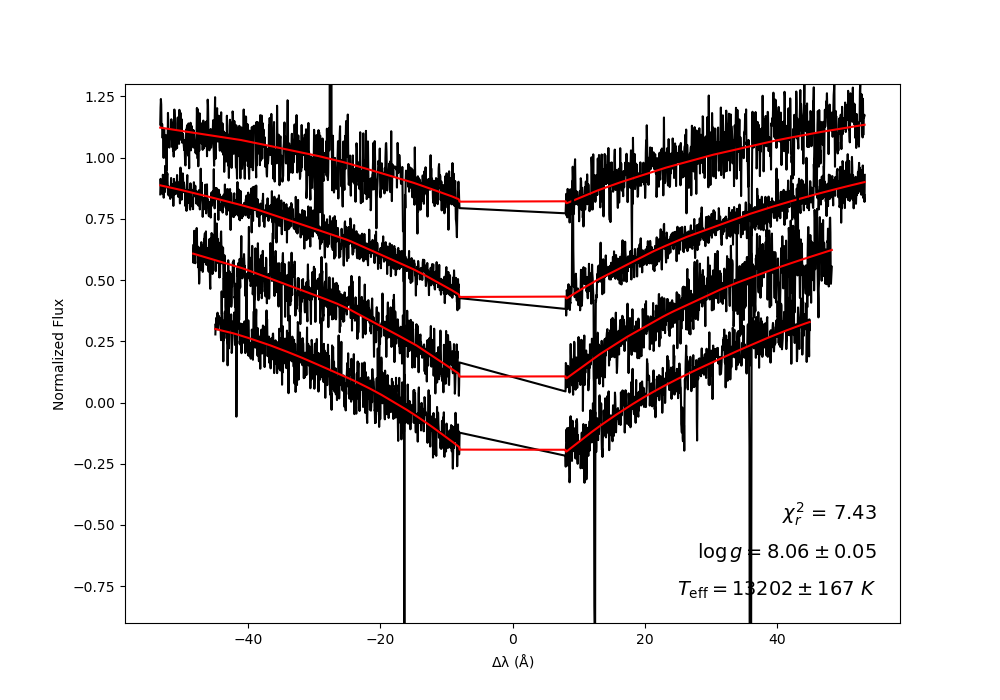 1.25
1.00
0.75
0.50
0.25
0.00
−0.25
−0.50
−0.75
Normalized Flux
χ²ᵣ = 7.43
log g = 8.06 ± 0.05
T_eff = 13202 ± 167 K
−40 −20 0 20 40
Δλ (Å)